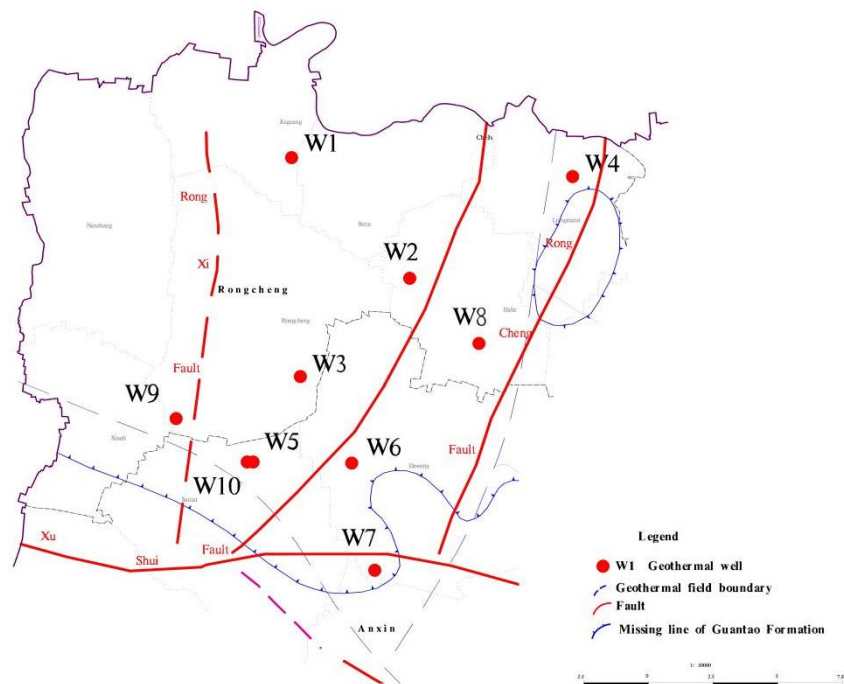 W1
W4
Rong
Rong
W2
Xi
Rongcheng
W8
Cheng
W3
Fault
W9
W5
W6
Fault
W10
Xu
Shui
Fault
W7
Anxin
Legend
W1 Geothermal well
Geothermal field boundary
Fault
Missing line of Guantao Formation